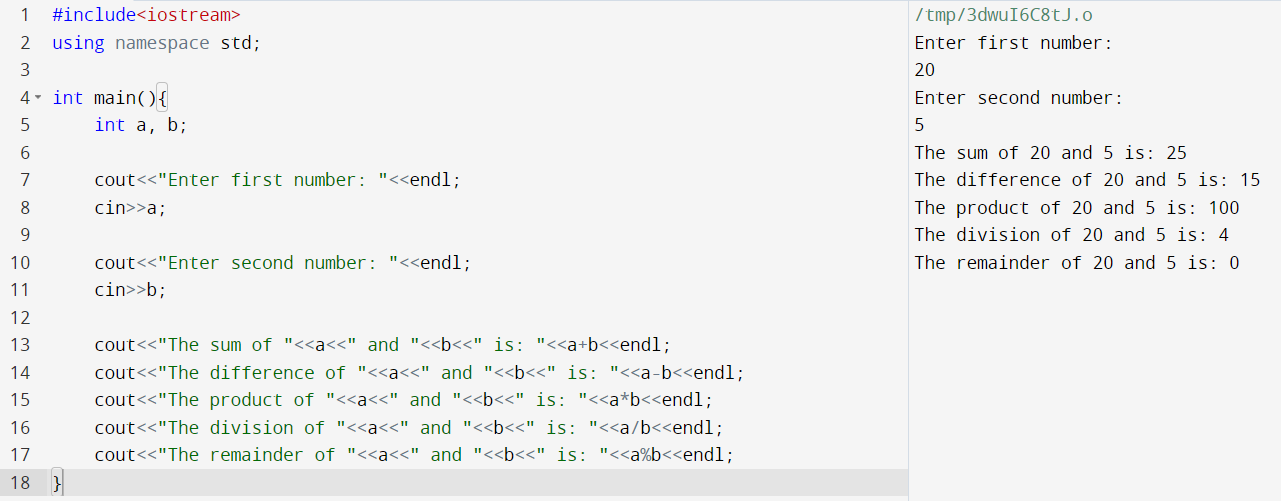 1 #include<iostream>
2 using namespace std;
3
4 int main(){
5     int a, b;
6
7     cout<<"Enter first number: "<<endl;
8     cin>>a;
9
10     cout<<"Enter second number: "<<endl;
11     cin>>b;
12
13     cout<<"The sum of "<<a<<" and "<<b<<" is: "<<a+b<<endl;
14     cout<<"The difference of "<<a<<" and "<<b<<" is: "<<a-b<<endl;
15     cout<<"The product of "<<a<<" and "<<b<<" is: "<<a*b<<endl;
16     cout<<"The division of "<<a<<" and "<<b<<" is: "<<a/b<<endl;
17     cout<<"The remainder of "<<a<<" and "<<b<<" is: "<<a%b<<endl;
18 }
/tmp/3dwuI6C8tJ.o
Enter first number:
20
Enter second number:
5
The sum of 20 and 5 is: 25
The difference of 20 and 5 is: 15
The product of 20 and 5 is: 100
The division of 20 and 5 is: 4
The remainder of 20 and 5 is: 0